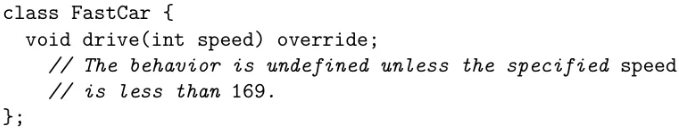 class FastCar {
void drive(int speed) override;
// The behavior is undefined unless the specified speed
// is less than 169.
};